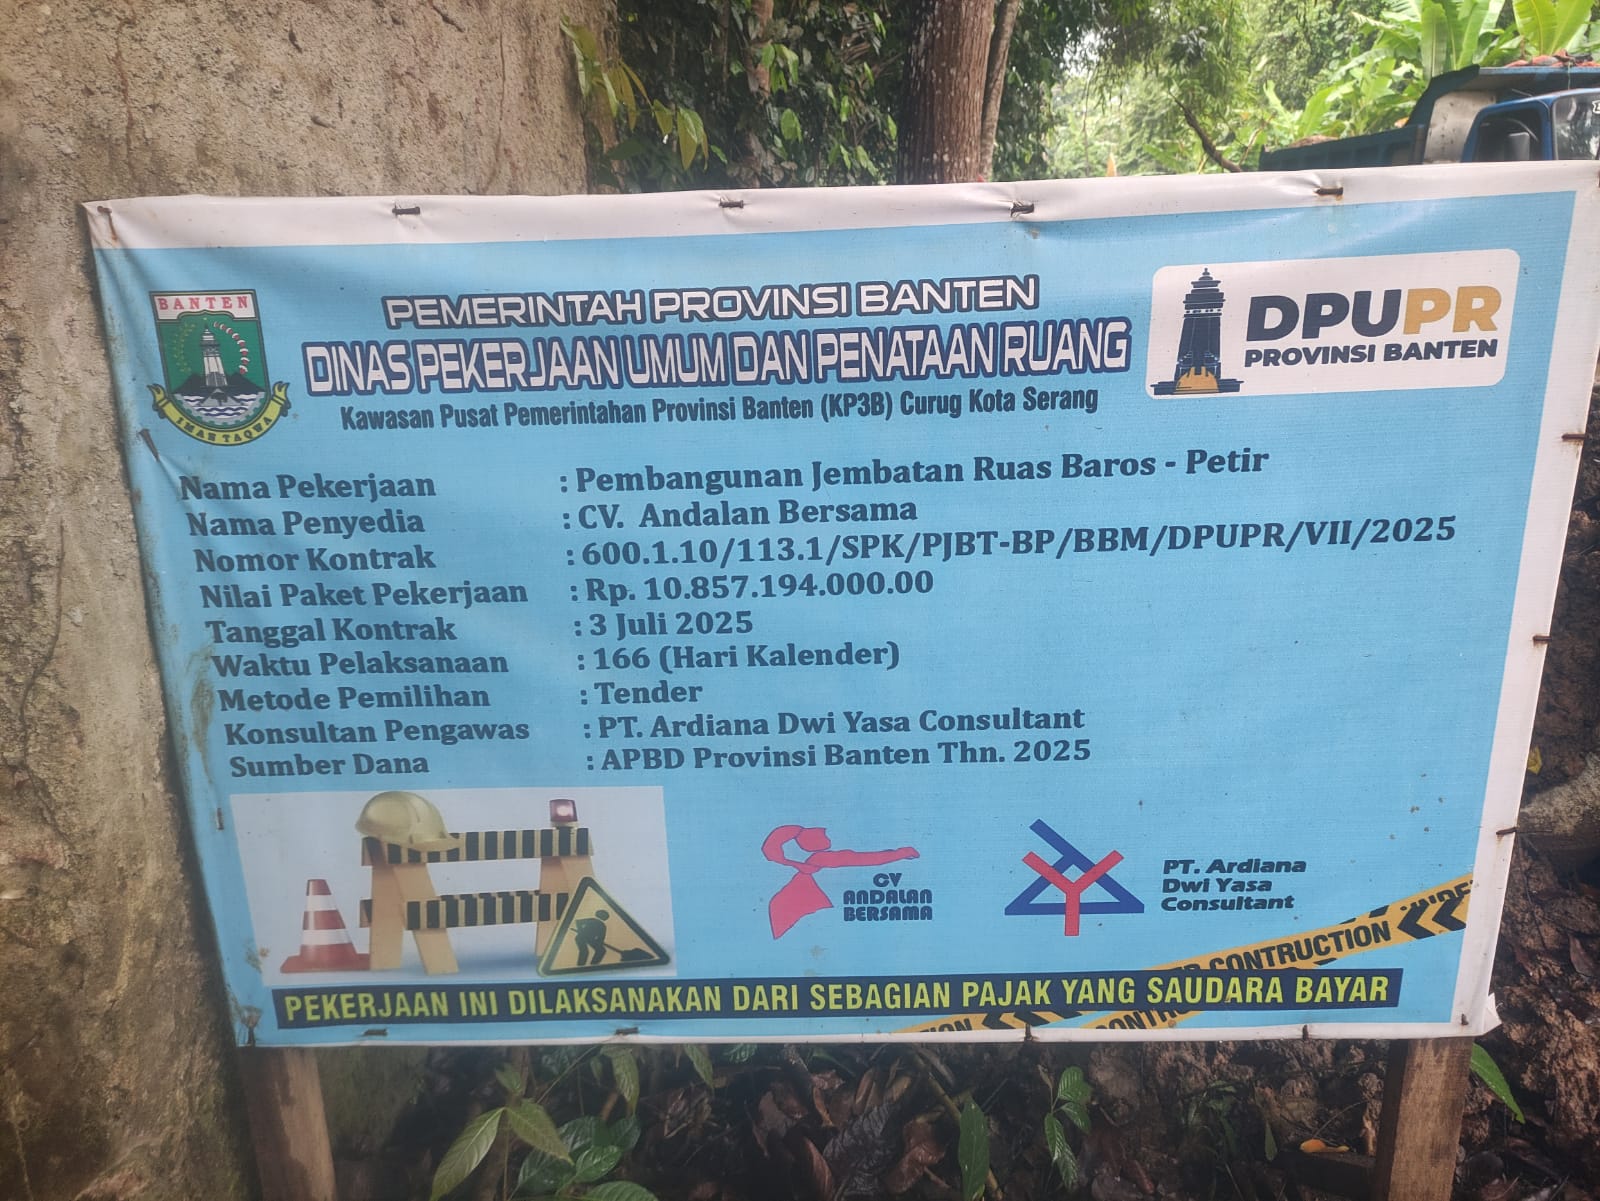 BANTEN
IMAN TAQWA
PEMERINTAH PROVINSI BANTEN
DINAS PEKERJAAN UMUM DAN PENATAAN RUANG
Kawasan Pusat Pemerintahan Provinsi Banten (KP3B) Curug Kota Serang
DPUPR
PROVINSI BANTEN
Nama Pekerjaan : Pembangunan Jembatan Ruas Baros - Petir
Nama Penyedia : CV. Andalan Bersama
Nomor Kontrak : 600.1.10/113.1/SPK/PJBT-BP/BBM/DPUPR/VII/2025
Nilai Paket Pekerjaan : Rp. 10.857.194.000.00
Tanggal Kontrak : 3 Juli 2025
Waktu Pelaksanaan : 166 (Hari Kalender)
Metode Pemilihan : Tender
Konsultan Pengawas : PT. Ardiana Dwi Yasa Consultant
Sumber Dana : APBD Provinsi Banten Thn. 2025
CV
ANDALAN
BERSAMA
PT. Ardiana
Dwi Yasa
Consultant
CONTRUCTION
PEKERJAAN INI DILAKSANAKAN DARI SEBAGIAN PAJAK YANG SAUDARA BAYAR